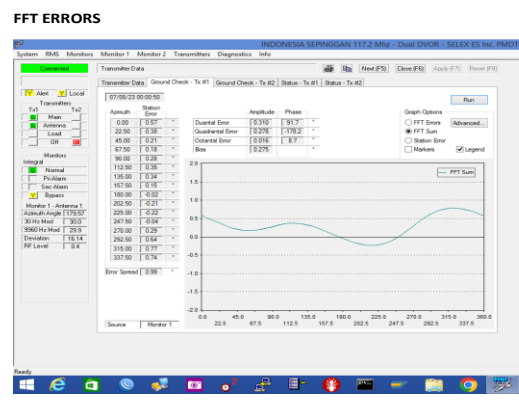 FFT ERRORS
INDONESIA SEPINGGAN 117.2 Mhz - Dual DVOR - SELEX ES Inc. PMDT
System RMS Monitors Monitor 1 Monitor 2 Transmitters Diagnostics Info
Connected
Transmitter Data
Next (F5) Close (F6) Apply (F7) Reset (F8)
Transmitter Data Ground Check - Tx #1 Ground Check - Tx #2 Status - Tx #1 Status - Tx #2
Y Alert Y Local
Transmitters
Tx1 Tx2
Main
Antenna
Load
Off
Monitors
Integral
Normal
Pri Alarm
Sec Alarm
Y Bypass
Monitor 1 - Antenna 1
Azimuth Angle 179.57
30 Hz Mod 30.0
9960 Hz Mod 29.9
Deviation 16.14
RF Level 0.4
07/08/23 00:00:50
Run
Azimuth Station Error
0.00 0.57 °
22.50 0.38 °
45.00 0.21 °
67.50 0.18 °
90.00 0.28 °
112.50 0.35 °
135.00 0.34 °
157.50 0.15 °
180.00 -0.02 °
202.50 -0.21 °
225.00 -0.22 °
247.50 -0.04 °
270.00 0.29 °
292.50 0.64 °
315.00 0.77 °
337.50 0.74 °
Error Spread 0.99 °
Source Monitor 1
Amplitude Phase
Duantal Error 0.310 91.7 °
Quadrantal Error 0.278 -178.2 °
Octantal Error 0.016 8.7 °
Bias 0.275 °
Graph Options
FFT Errors Advanced...
FFT Sum
Station Error
Markers Legend
FFT Sum
2.0
1.5
1.0
0.5
0.0
-0.5
-1.0
-1.5
-2.0
0.0 45.0 90.0 135.0 180.0 225.0 270.0 315.0 360.0
22.5 67.5 112.5 157.5 202.5 247.5 292.5 337.5
Ready